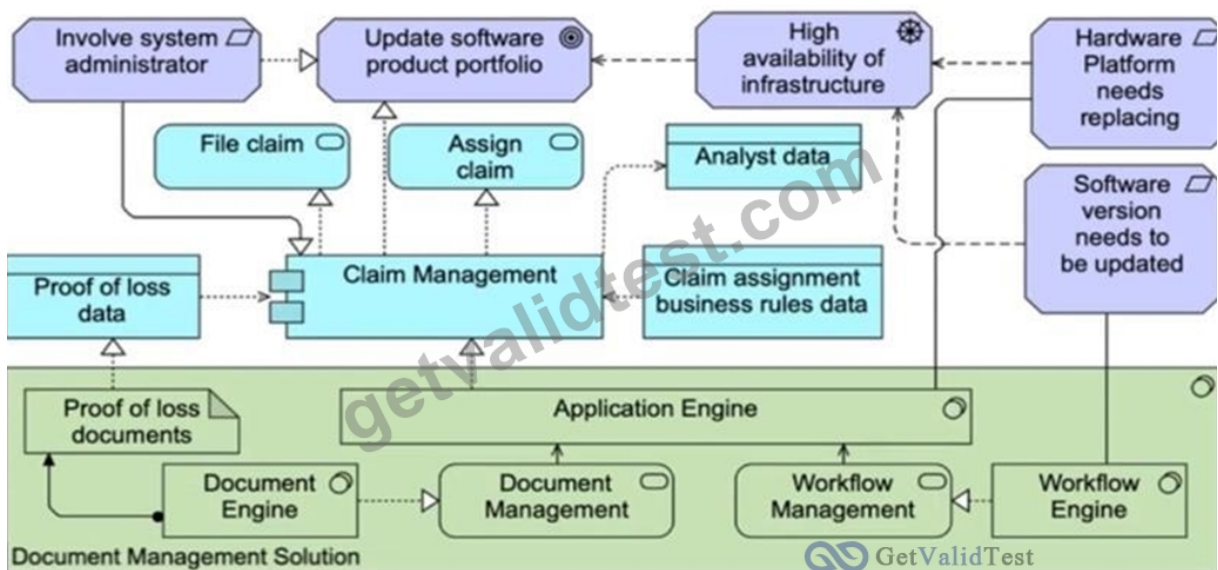 Involve system
administrator
Update software
product portfolio
High
availability of
infrastructure
Hardware
Platform
needs
replacing
File claim
Assign
claim
Analyst data
Software
version
needs to
be updated
Proof of loss
data
Claim Management
Claim assignment
business rules data
Proof of loss
documents
Application Engine
Document
Engine
Document
Management
Workflow
Management
Workflow
Engine
Document Management Solution
getvalidtest.com
GetValidTest